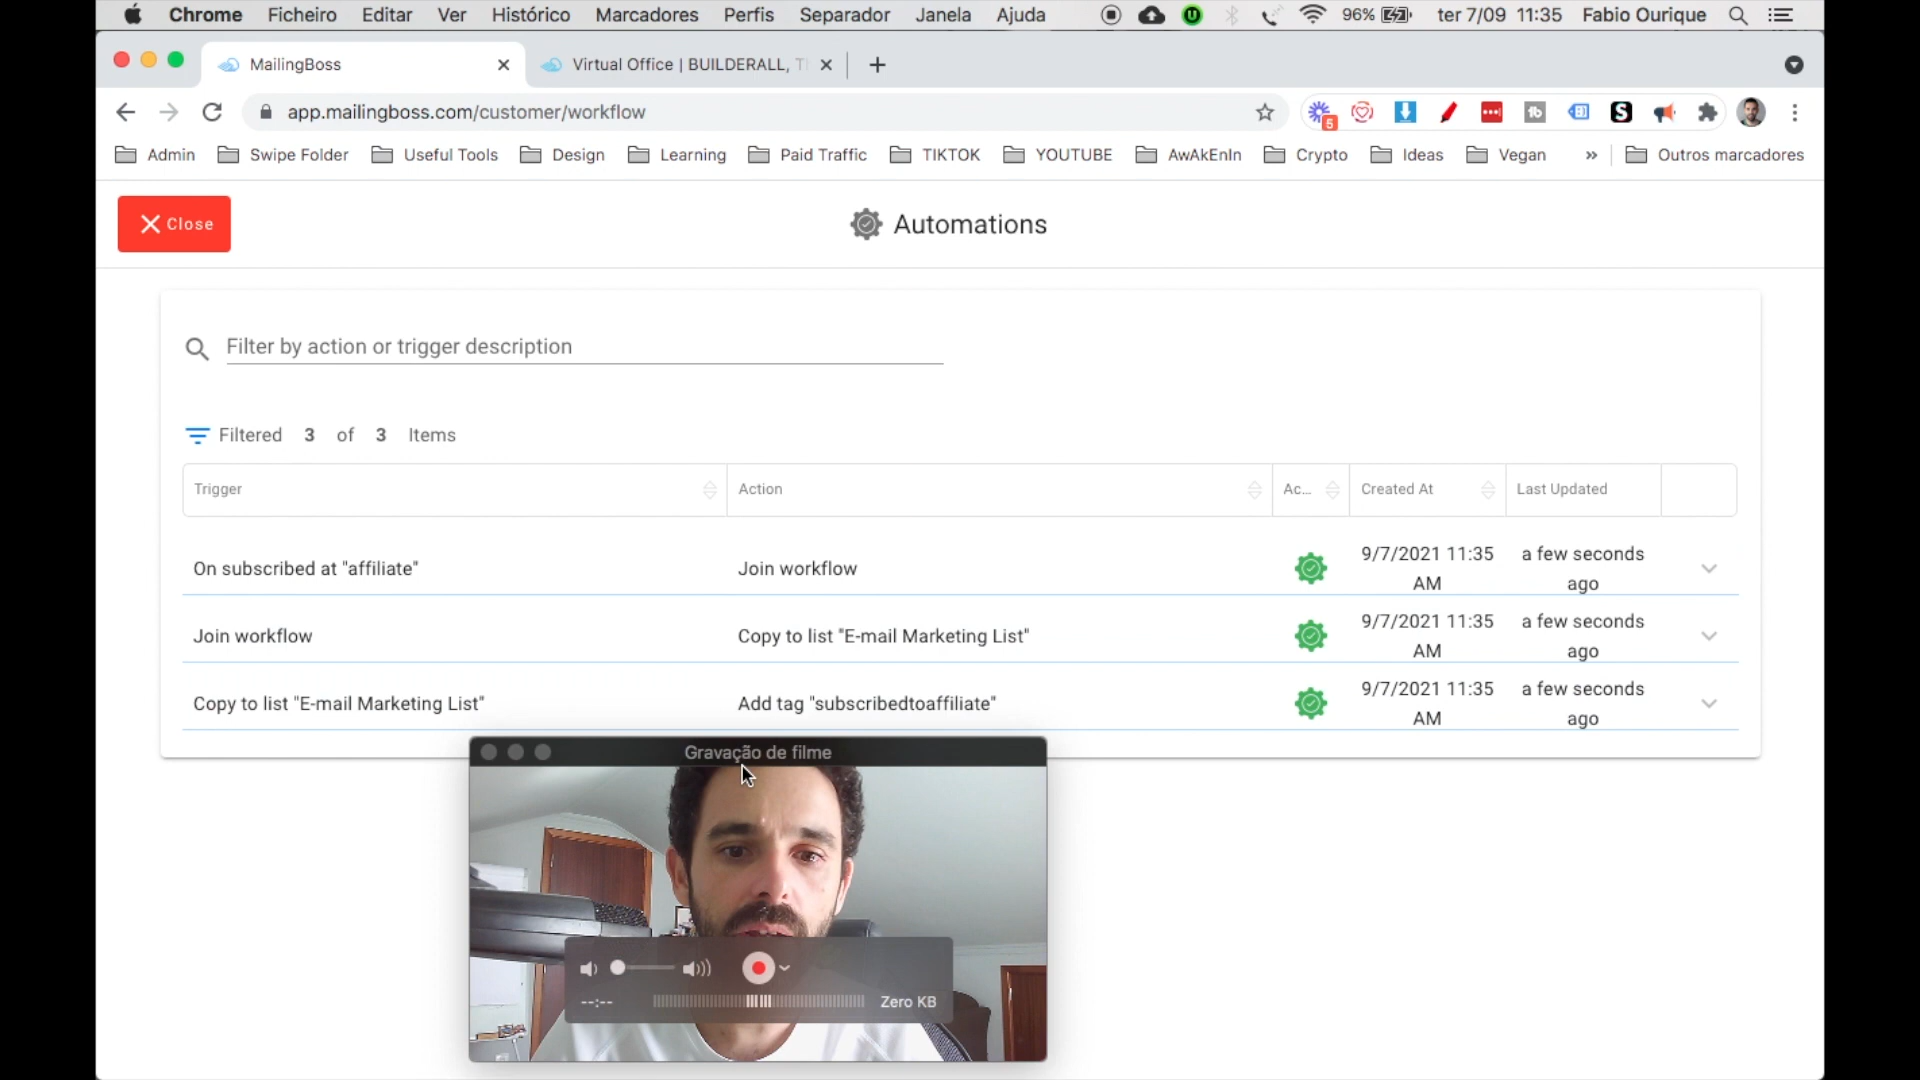 Chrome Ficheiro Editar Ver Histórico Marcadores Perfis Separador Janela Ajuda 96% ter 7/09 11:35 Fabio Ourique
MailingBoss Virtual Office | BUILDERALL, T
app.mailingboss.com/customer/workflow 5
Admin Swipe Folder Useful Tools Design Learning Paid Traffic TIKTOK YOUTUBE AwAkEnIn Crypto Ideas Vegan » Outros marcadores
Close Automations
Filter by action or trigger description
Filtered 3 of 3 Items
Trigger Action Ac... Created At Last Updated
On subscribed at "affiliate" Join workflow 9/7/2021 11:35 AM a few seconds ago
Join workflow Copy to list "E-mail Marketing List" 9/7/2021 11:35 AM a few seconds ago
Copy to list "E-mail Marketing List" Add tag "subscribedtoaffiliate" 9/7/2021 11:35 AM a few seconds ago
Gravação de filme
--:-- Zero KB